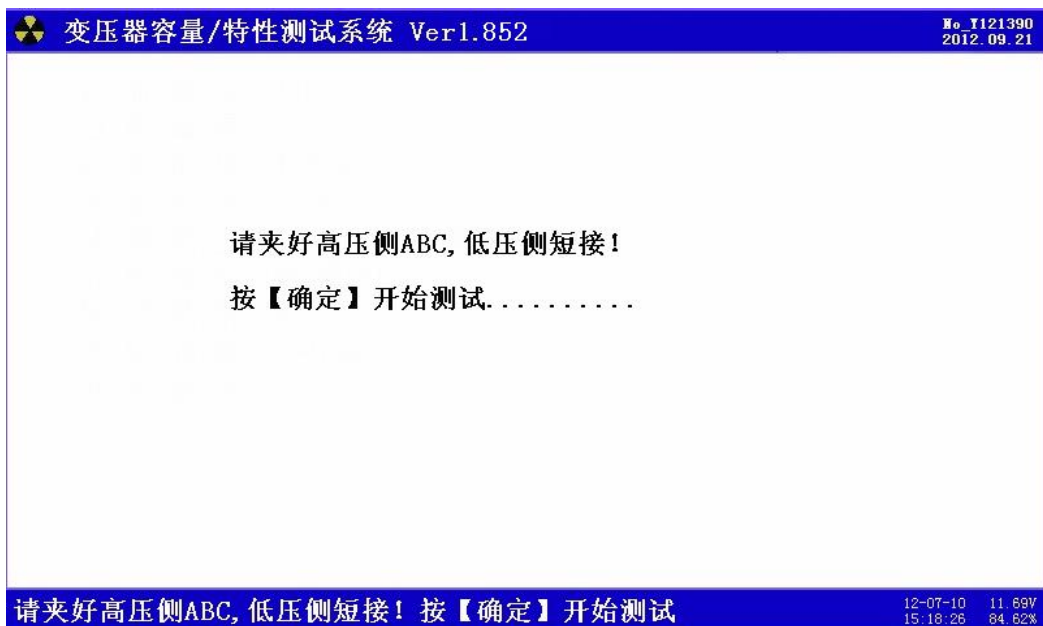 变压器容量/特性测试系统 Ver1.852
No_Y121390
2012.09.21
请夹好高压侧ABC,低压侧短接!
按【确定】开始测试..........
请夹好高压侧ABC,低压侧短接!按【确定】开始测试
12-07-10 11.69V
15:18:26 84.62%